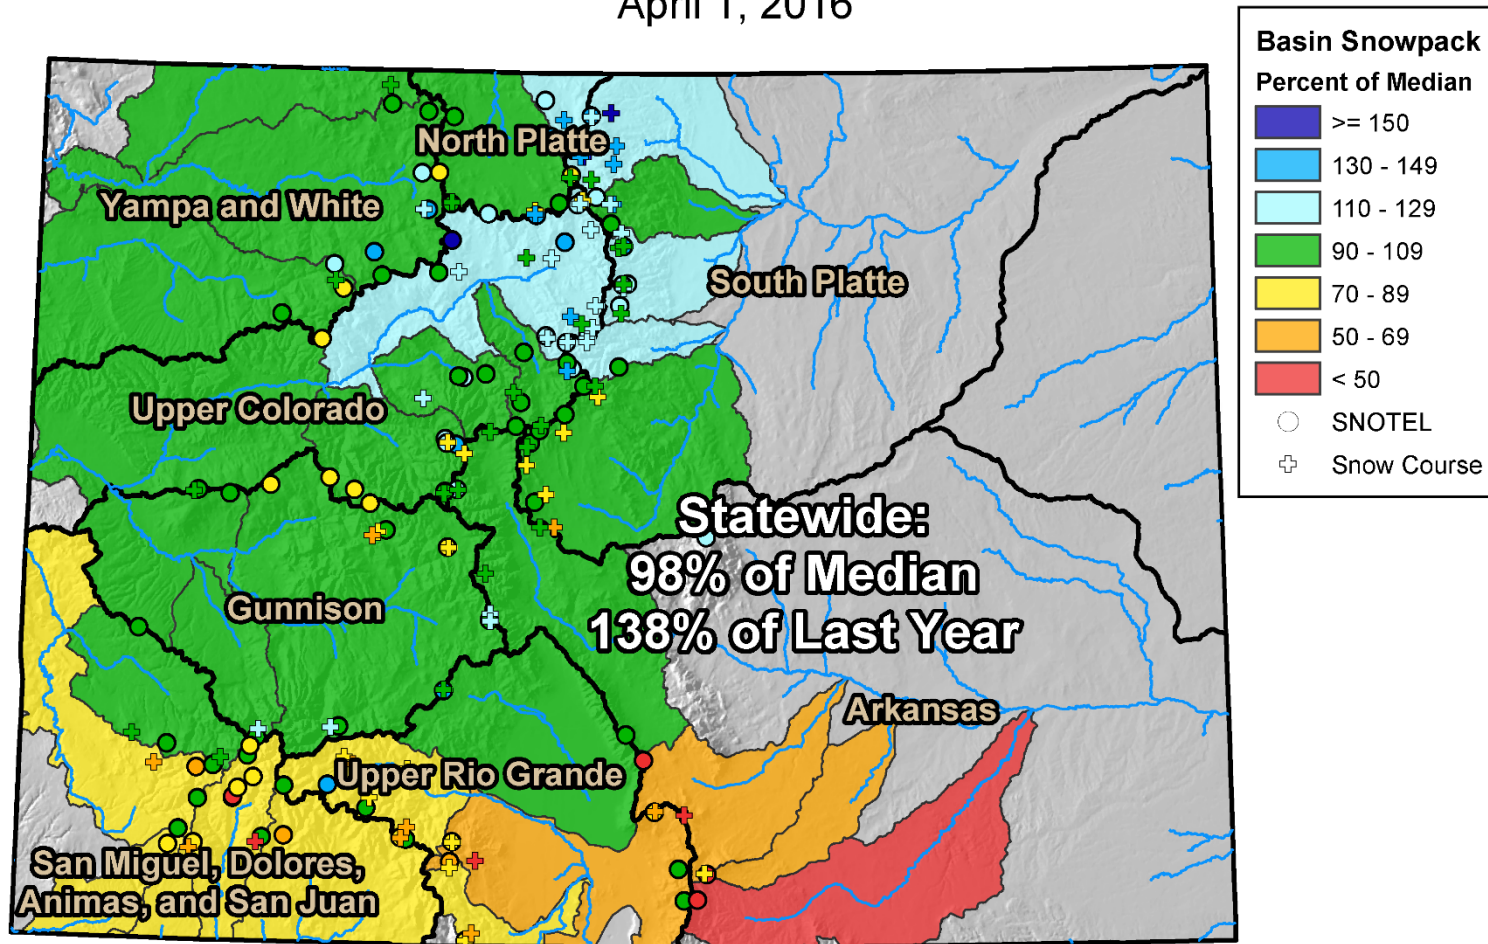 April 1, 2016
Basin Snowpack
Percent of Median
>= 150
130 - 149
110 - 129
90 - 109
70 - 89
50 - 69
< 50
SNOTEL
Snow Course
North Platte
Yampa and White
South Platte
Upper Colorado
Statewide:
98% of Median
138% of Last Year
Gunnison
Arkansas
Upper Rio Grande
San Miguel, Dolores,
Animas, and San Juan